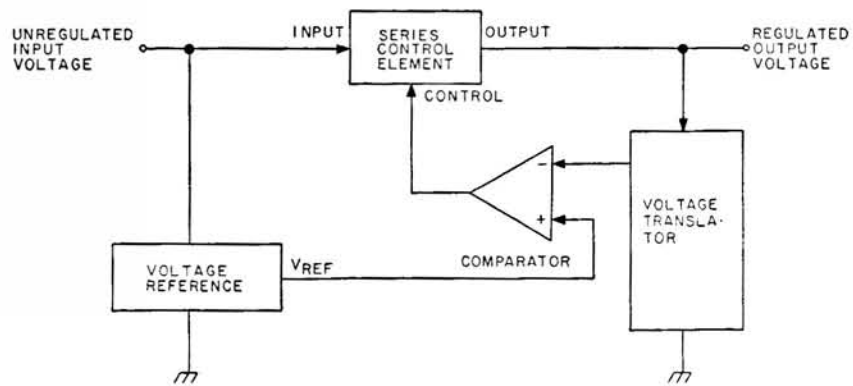 UNREGULATED
INPUT
VOLTAGE
INPUT
SERIES
CONTROL
ELEMENT
OUTPUT
REGULATED
OUTPUT
VOLTAGE
CONTROL
−
+
VOLTAGE
TRANSLA-
TOR
COMPARATOR
VREF
VOLTAGE
REFERENCE